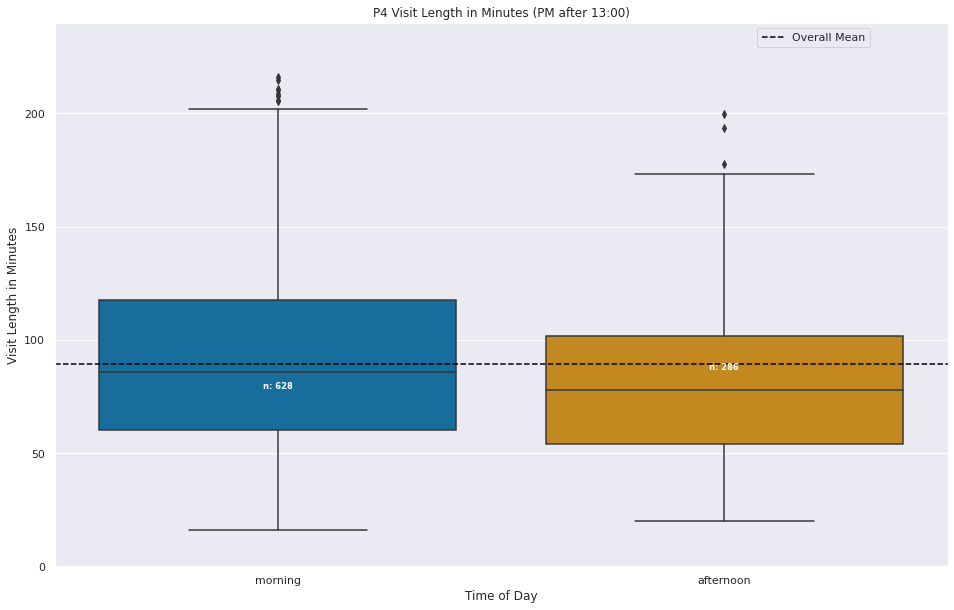 P4 Visit Length in Minutes (PM after 13:00)
Overall Mean
Visit Length in Minutes
200
150
100
50
0
n: 628
n: 286
morning
afternoon
Time of Day